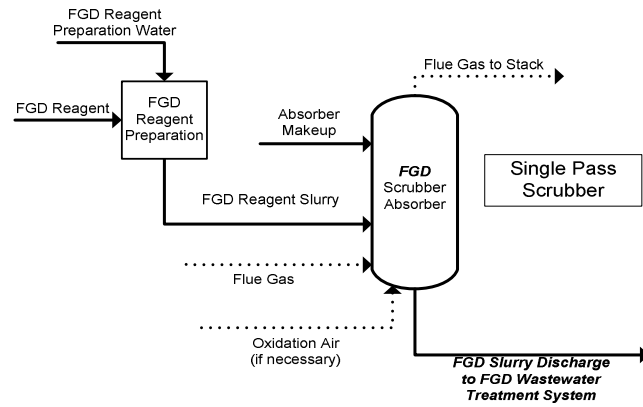 FGD Reagent
Preparation Water
Flue Gas to Stack
FGD Reagent
FGD
Reagent
Preparation
Absorber
Makeup
FGD
Scrubber
Absorber
Single Pass
Scrubber
FGD Reagent Slurry
Flue Gas
Oxidation Air
(if necessary)
FGD Slurry Discharge
to FGD Wastewater
Treatment System